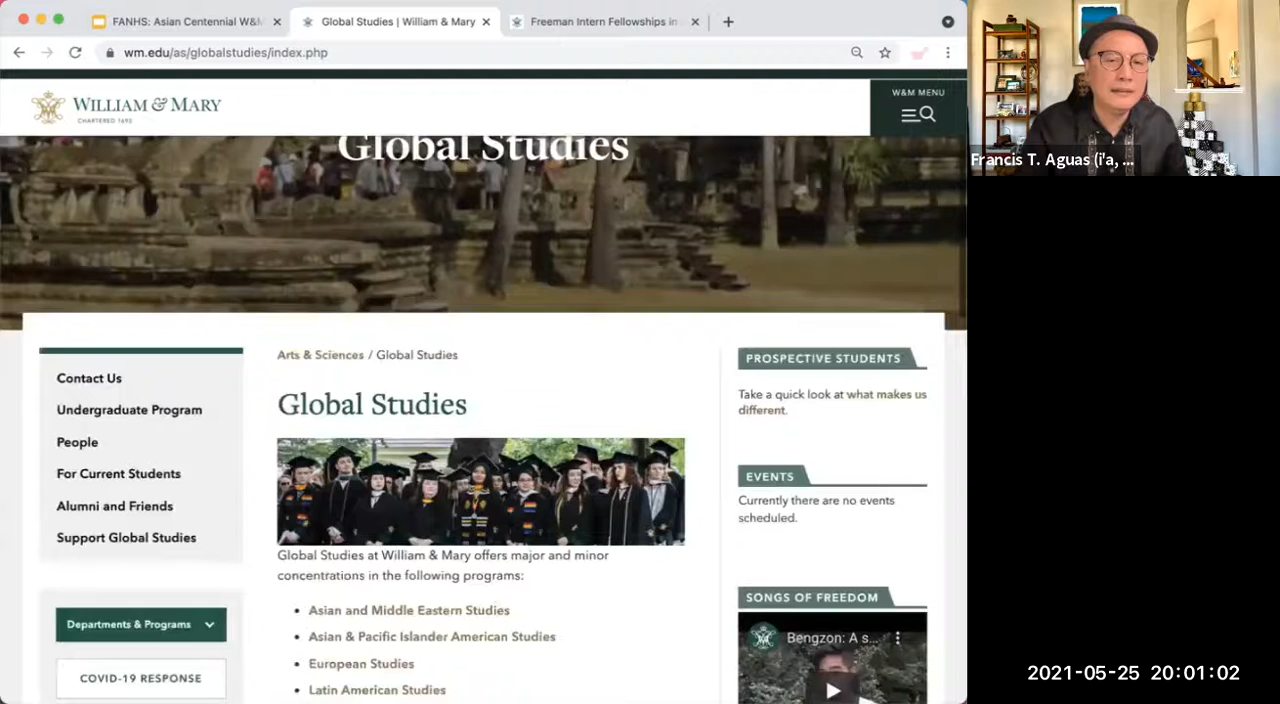 FANHS: Asian Centennial W&M
Global Studies | William & Mary
Freeman Intern Fellowships in
wm.edu/as/globalstudies/index.php
WILLIAM & MARY
CHARTERED 1693
W&M MENU
Global Studies
Francis T. Aguas (i'a, ...
Contact Us
Undergraduate Program
People
For Current Students
Alumni and Friends
Support Global Studies
Departments & Programs
COVID-19 RESPONSE
Arts & Sciences / Global Studies
Global Studies
Global Studies at William & Mary offers major and minor
concentrations in the following programs:
• Asian and Middle Eastern Studies
• Asian & Pacific Islander American Studies
• European Studies
• Latin American Studies
PROSPECTIVE STUDENTS
Take a quick look at what makes us
different.
EVENTS
Currently there are no events
scheduled.
SONGS OF FREEDOM
Bengzon: A s...
2021-05-25 20:01:02